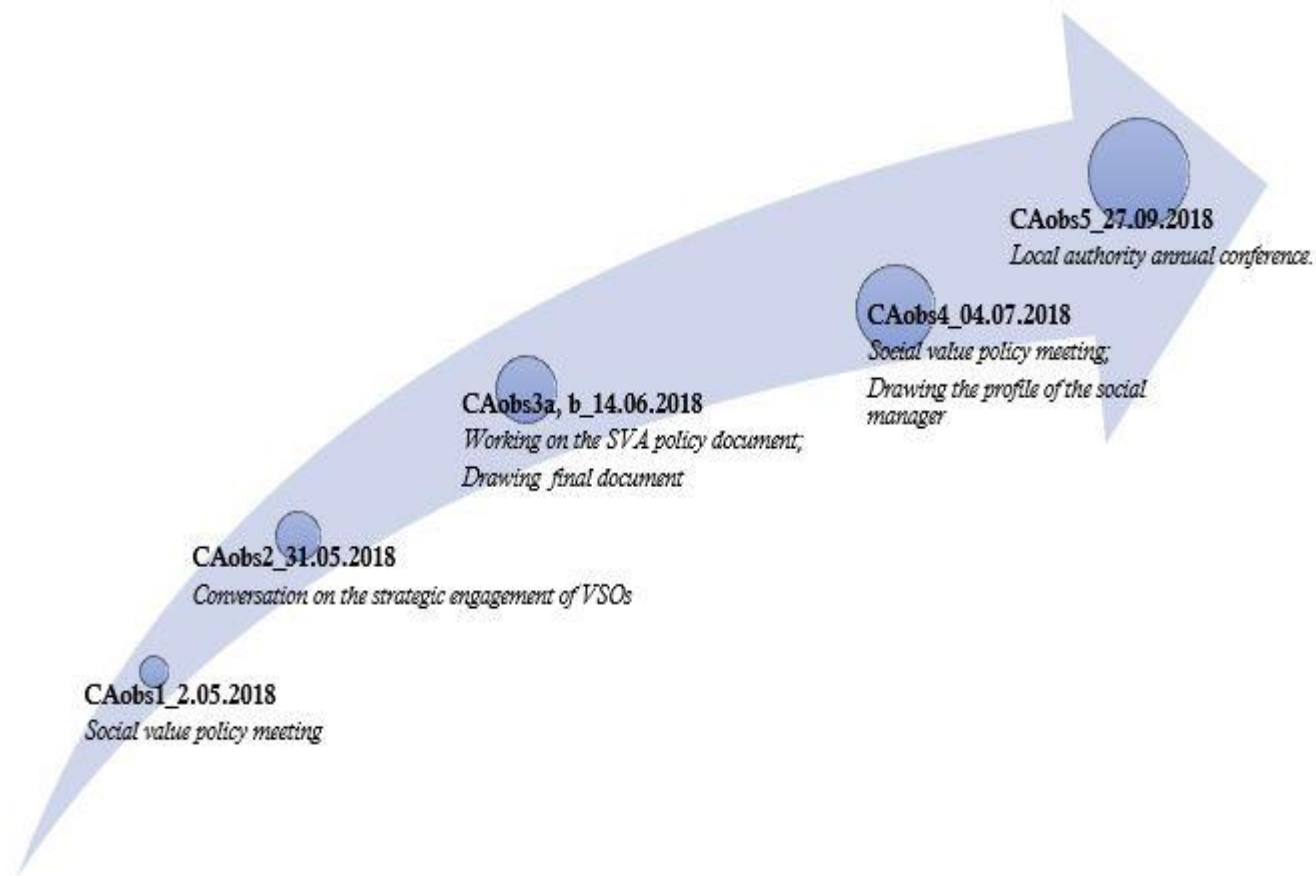 CAobs1_2.05.2018
Social value policy meeting
CAobs2_31.05.2018
Conversation on the strategic engagement of VSOs
CAobs3a, b_14.06.2018
Working on the SVA policy document;
Drawing final document
CAobs4_04.07.2018
Social value policy meeting;
Drawing the profile of the social
manager
CAobs5_27.09.2018
Local authority annual conference.